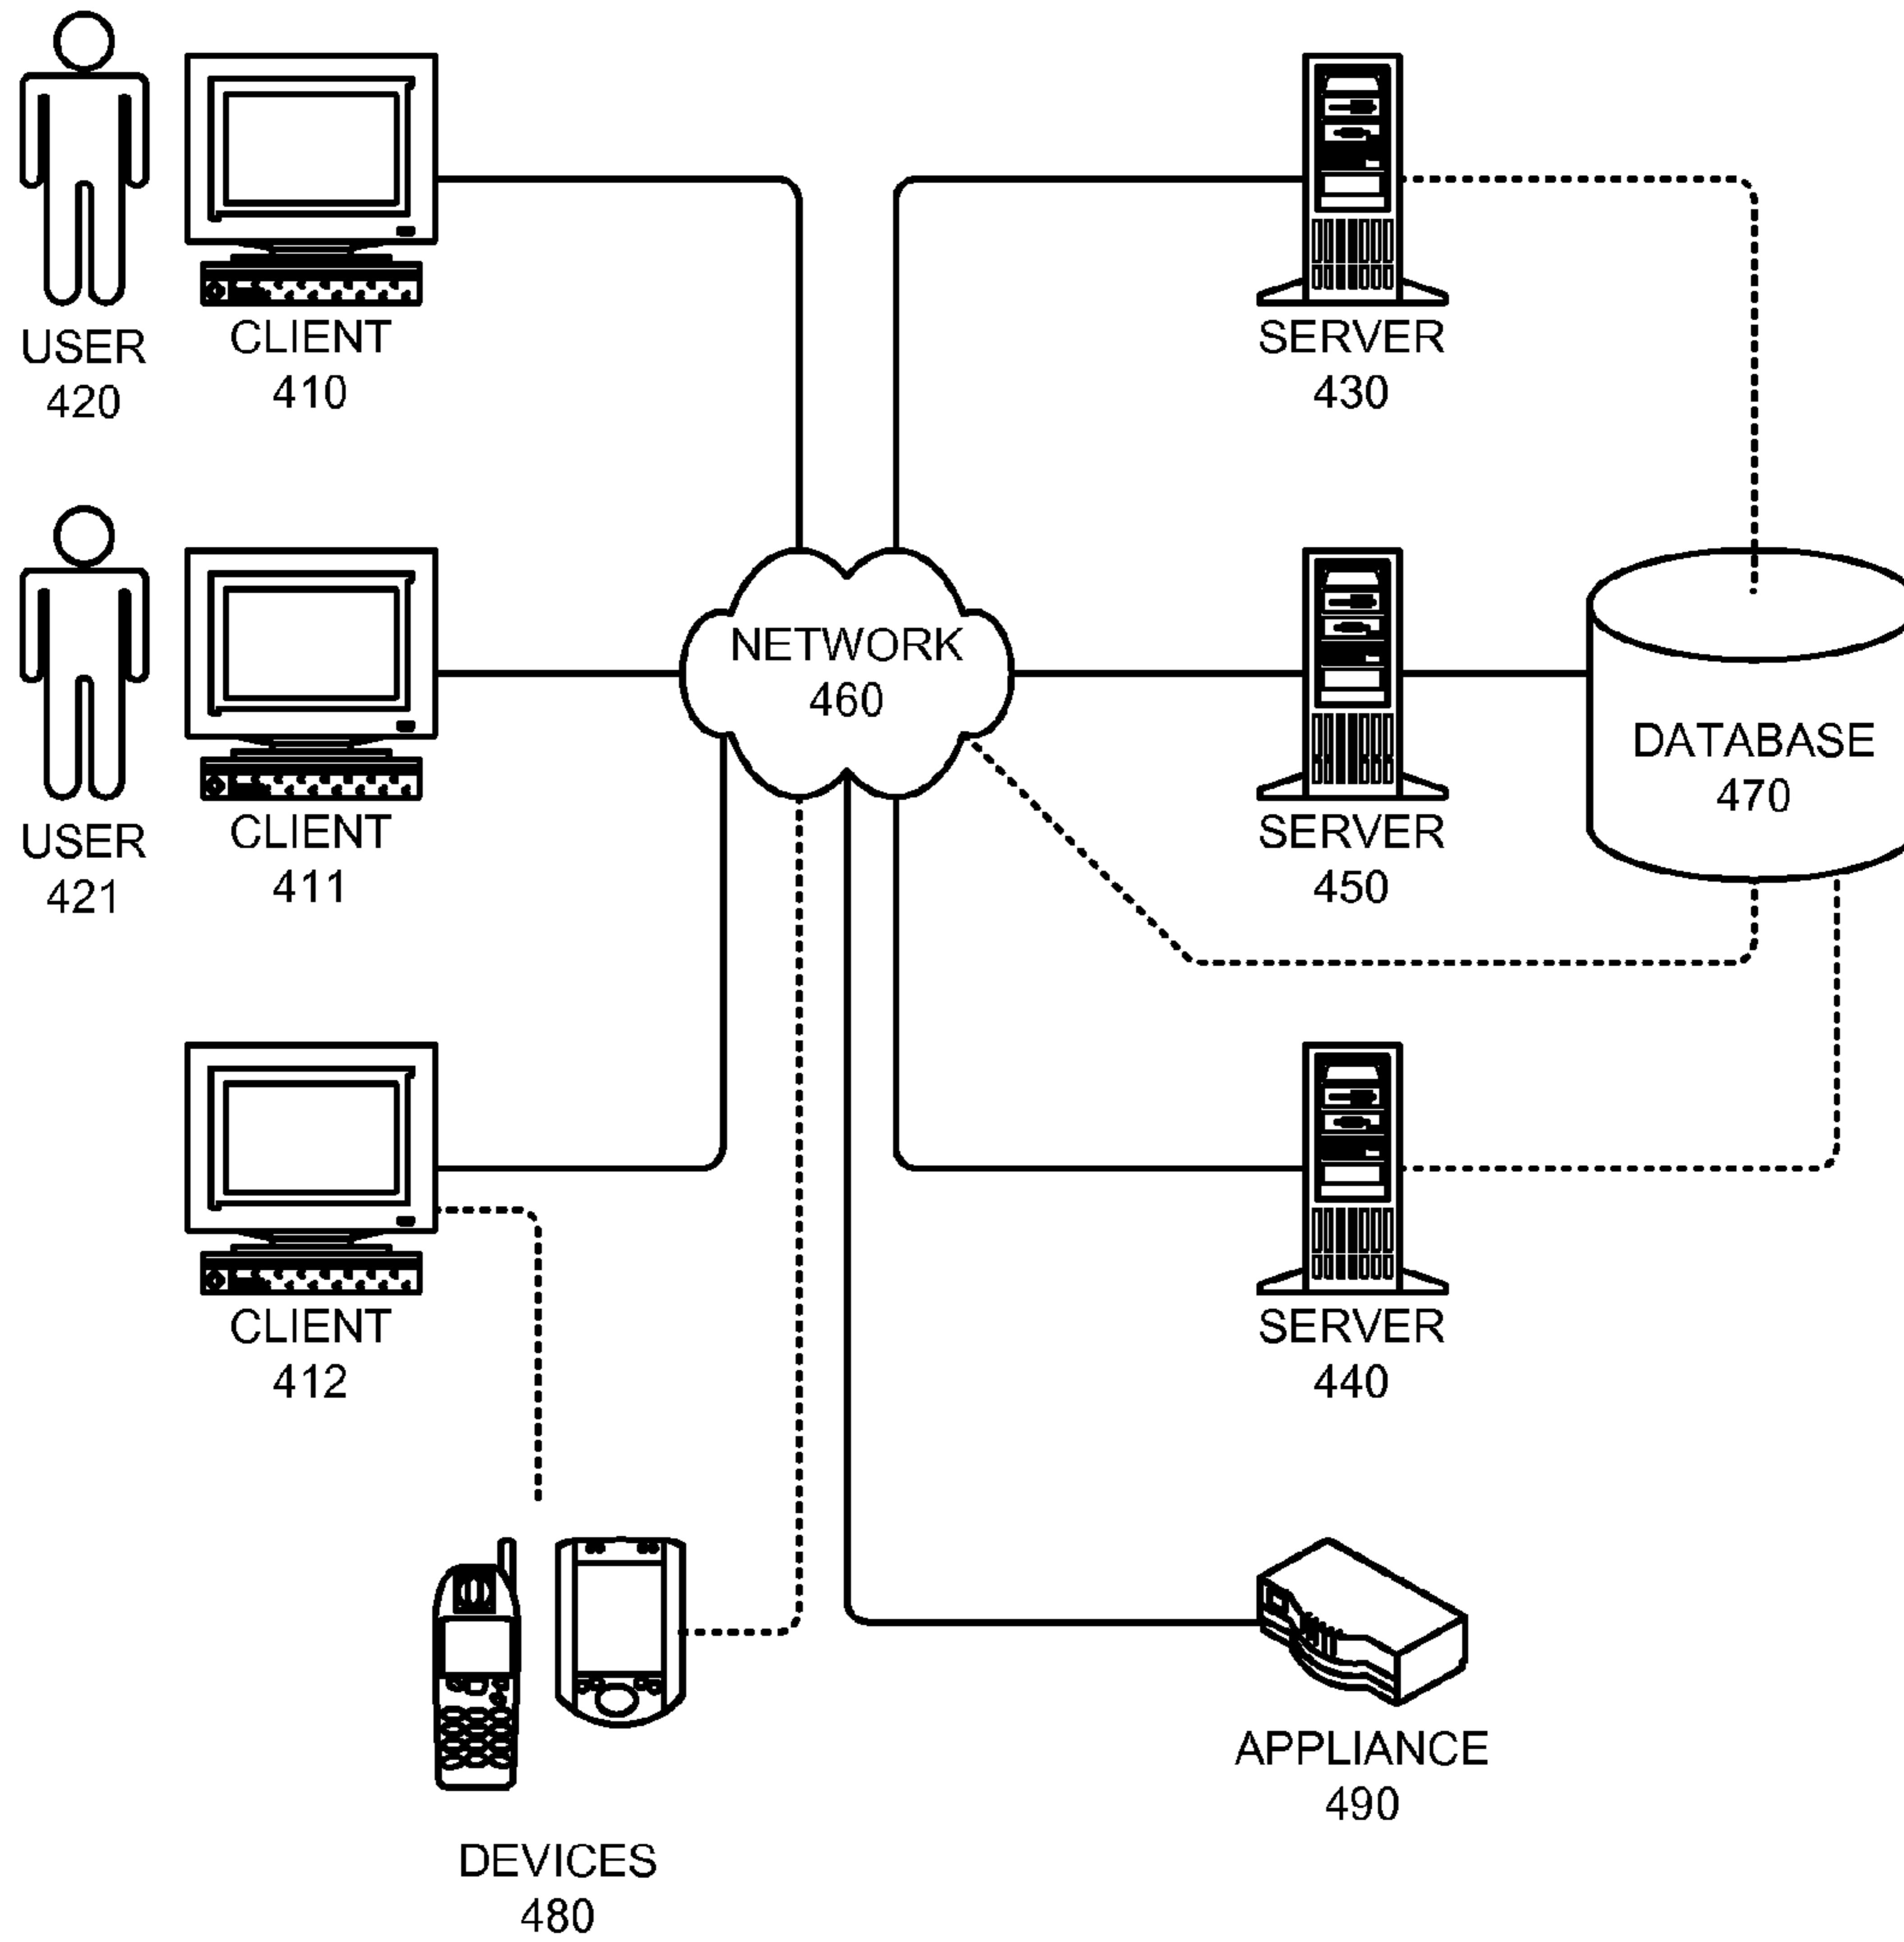 USER
420
CLIENT
410
SERVER
430
NETWORK
460
USER
421
CLIENT
411
SERVER
450
DATABASE
470
CLIENT
412
SERVER
440
DEVICES
480
APPLIANCE
490